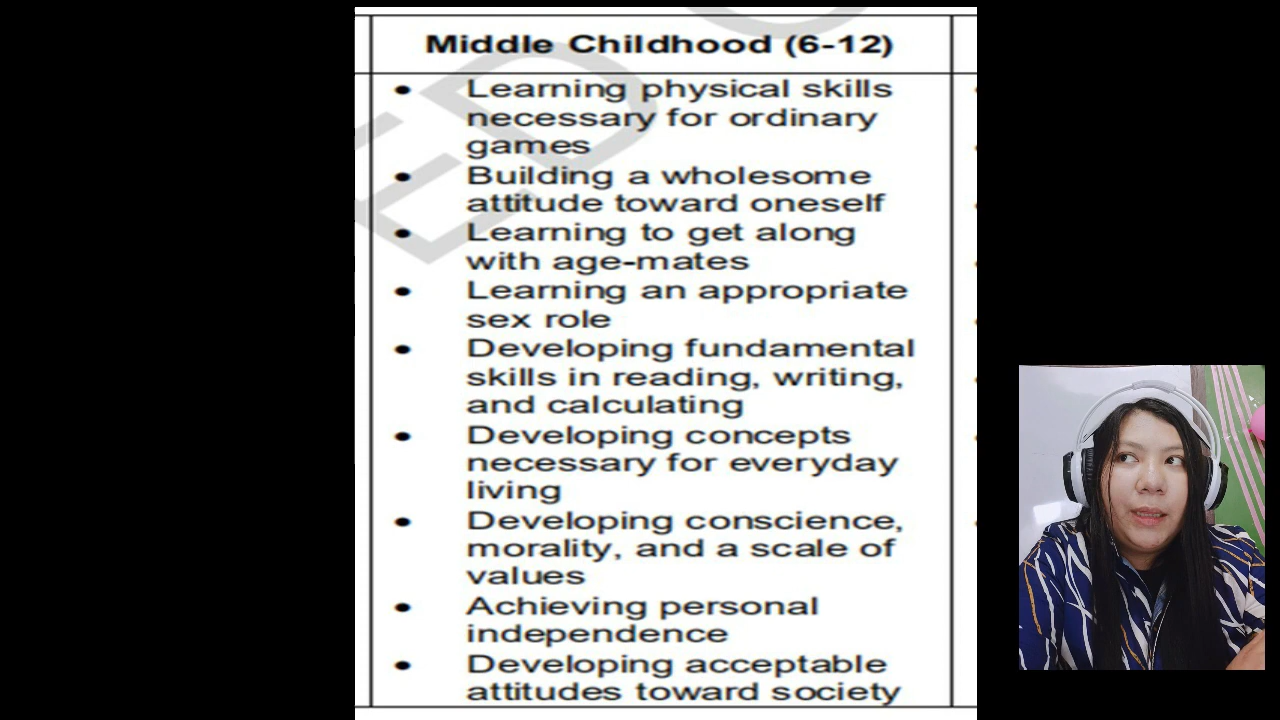 Middle Childhood (6-12)
• Learning physical skills
necessary for ordinary
games
• Building a wholesome
attitude toward oneself
• Learning to get along
with age-mates
• Learning an appropriate
sex role
• Developing fundamental
skills in reading, writing,
and calculating
• Developing concepts
necessary for everyday
living
• Developing conscience,
morality, and a scale of
values
• Achieving personal
independence
• Developing acceptable
attitudes toward society